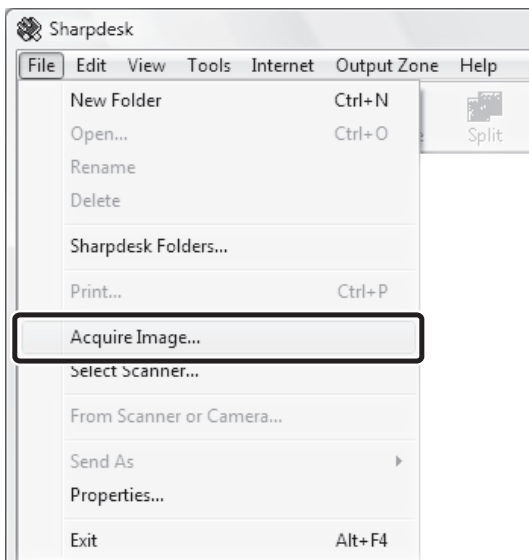 Sharpdesk
File Edit View Tools Internet Output Zone Help
New Folder Ctrl+N
Open... Ctrl+O
Split
Rename
Delete
Sharpdesk Folders...
Print... Ctrl+P
Acquire Image...
Select Scanner...
From Scanner or Camera...
Send As
Properties...
Exit Alt+F4